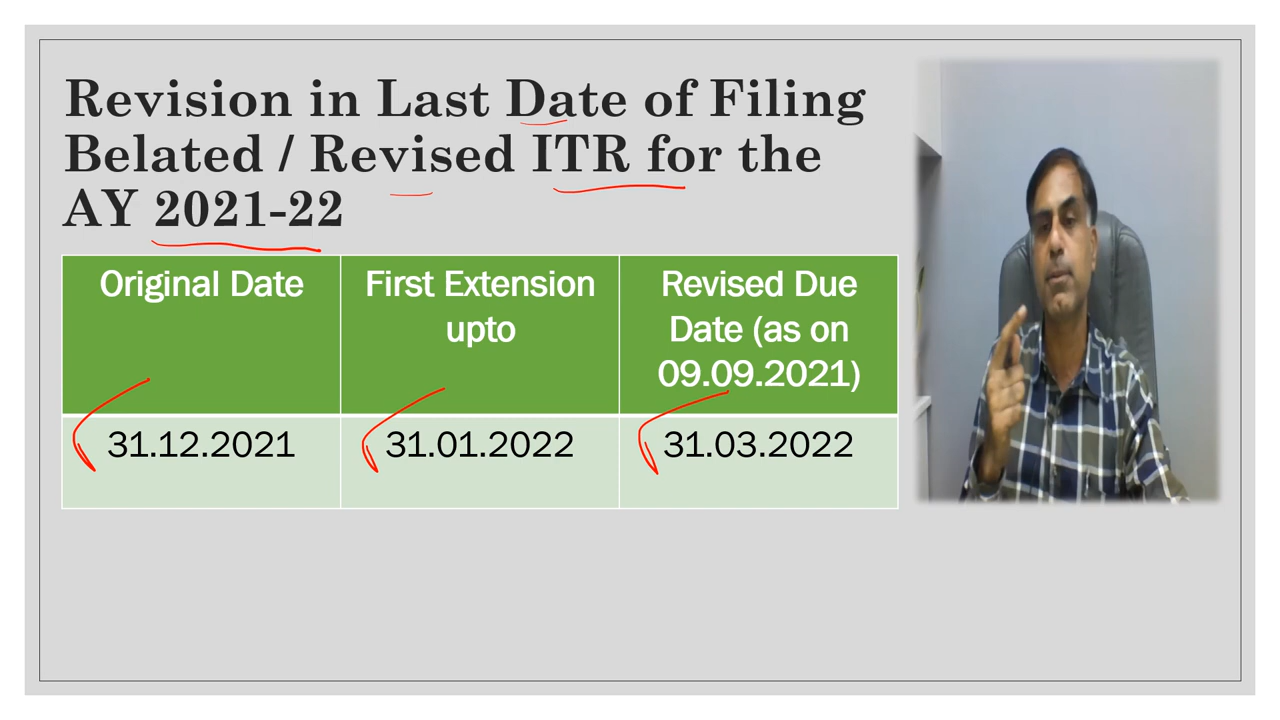 Revision in Last Date of Filing
Belated / Revised ITR for the
AY 2021-22
Original Date
First Extension
upto
Revised Due
Date (as on
09.09.2021)
31.12.2021
31.01.2022
31.03.2022